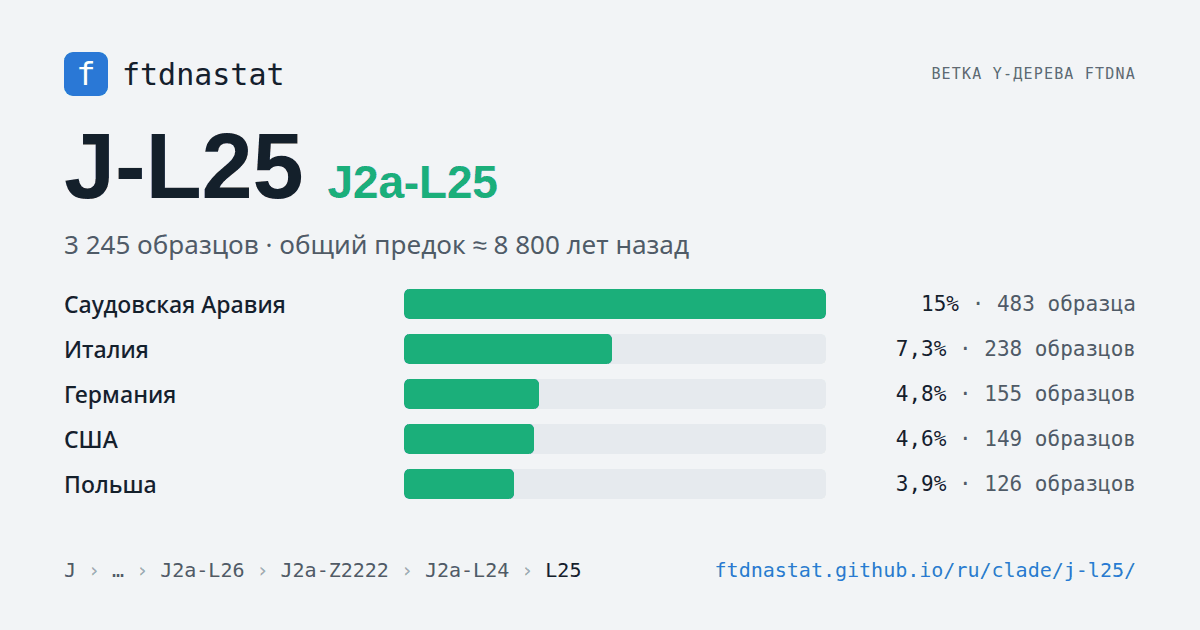 f ftdnastat
ВЕТКА Y-ДЕРЕВА FTDNA
J-L25 J2a-L25
3 245 образцов · общий предок ≈ 8 800 лет назад
Саудовская Аравия 15% · 483 образца
Италия 7,3% · 238 образцов
Германия 4,8% · 155 образцов
США 4,6% · 149 образцов
Польша 3,9% · 126 образцов
J › … › J2a-L26 › J2a-Z2222 › J2a-L24 › L25
ftdnastat.github.io/ru/clade/j-l25/